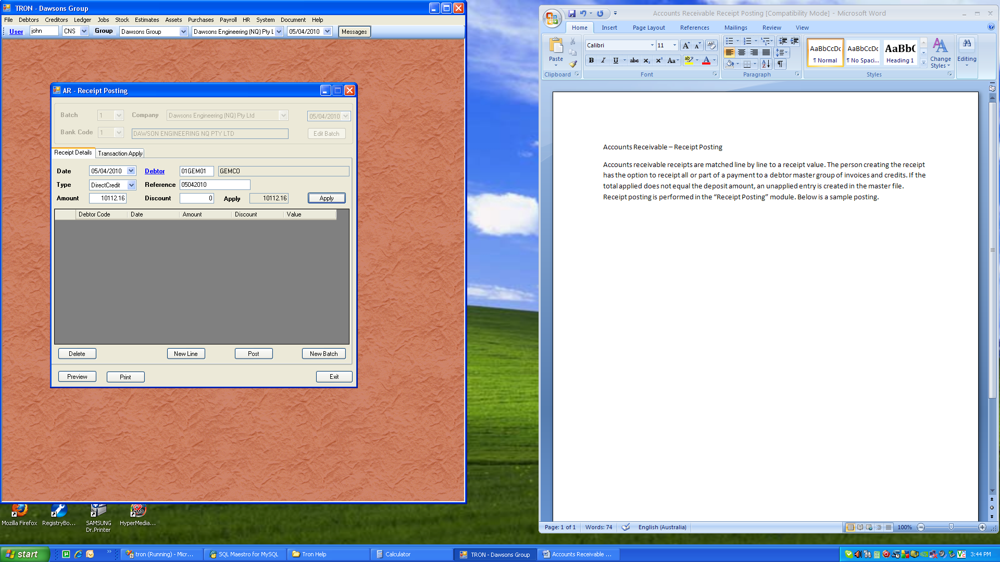 TRON - Dawsons Group
File Debtors Creditors Ledger Jobs Stock Estimates Assets Purchases Payroll HR System Document Help
User john CNS Group Dawsons Group Dawsons Engineering (NQ) Pty L 05/04/2010 Messages
AR - Receipt Posting
Batch 1 Company Dawsons Engineering (NQ) Pty Ltd 05/04/2010
Bank Code 1 DAWSON ENGINEERING NQ PTY LTD Edit Batch
Receipt Details Transaction Apply
Date 05/04/2010 Debtor 01GEM01 GEMCO
Type DirectCredit Reference 05042010
Amount 10112.16 Discount 0 Apply 10112.16 Apply
Debtor Code Date Amount Discount Value
Delete New Line Post New Batch
Preview Print Exit
Mozilla Firefox RegistryBo... SAMSUNG Dr.Printer HyperMedia...
Accounts Receivable Receipt Posting [Compatibility Mode] - Microsoft Word
Home Insert Page Layout References Mailings Review View
Calibri 11
Paste
B I U abc X₂ X² Aa A
AaBbCcDc AaBbCcDc AaBbC
¶ Normal ¶ No Spaci... Heading 1
Change Styles
Editing
Clipboard Font Paragraph Styles
Accounts Receivable – Receipt Posting
Accounts receivable receipts are matched line by line to a receipt value. The person creating the receipt
has the option to receipt all or part of a payment to a debtor master group of invoices and credits. If the
total applied does not equal the deposit amount, an unapplied entry is created in the master file.
Receipt posting is performed in the “Receipt Posting” module. Below is a sample posting.
Page: 1 of 1 Words: 74 English (Australia) 100%
start tron (Running) - Micr... SQL Maestro for MySQL Tron Help Calculator TRON - Dawsons Group Accounts Receivable ... 3:44 PM